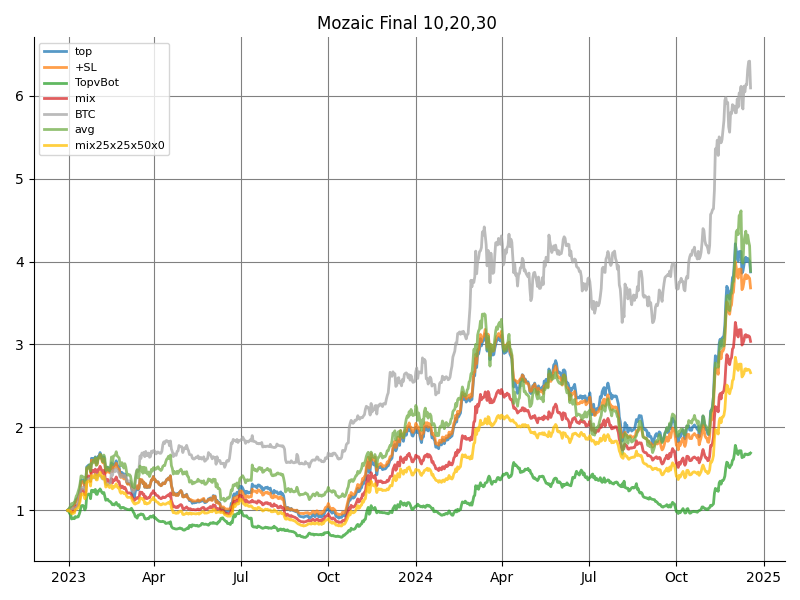 Mozaic Final 10,20,30
top
+SL
TopvBot
mix
BTC
avg
mix25x25x50x0
6
5
4
3
2
1
2023 Apr Jul Oct 2024 Apr Jul Oct 2025